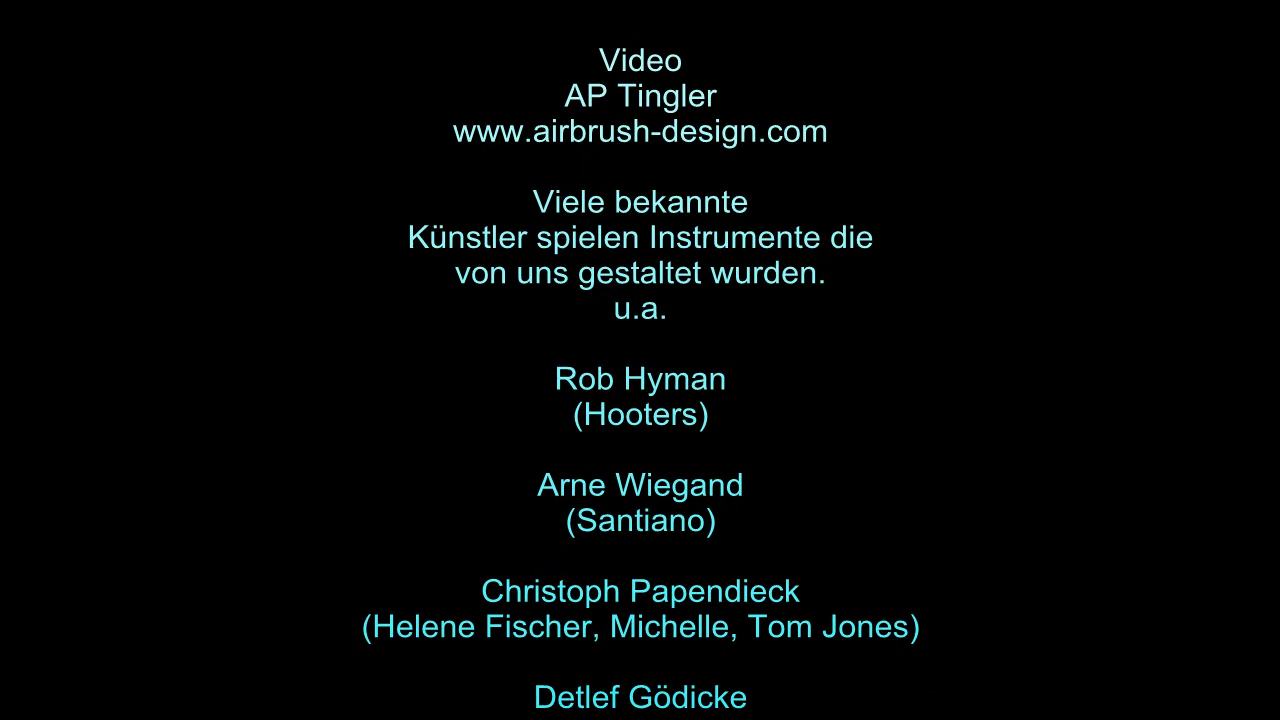 Video
AP Tingler
www.airbrush-design.com
Viele bekannte
Künstler spielen Instrumente die
von uns gestaltet wurden.
u.a.
Rob Hyman
(Hooters)
Arne Wiegand
(Santiano)
Christoph Papendieck
(Helene Fischer, Michelle, Tom Jones)
Detlef Gödicke